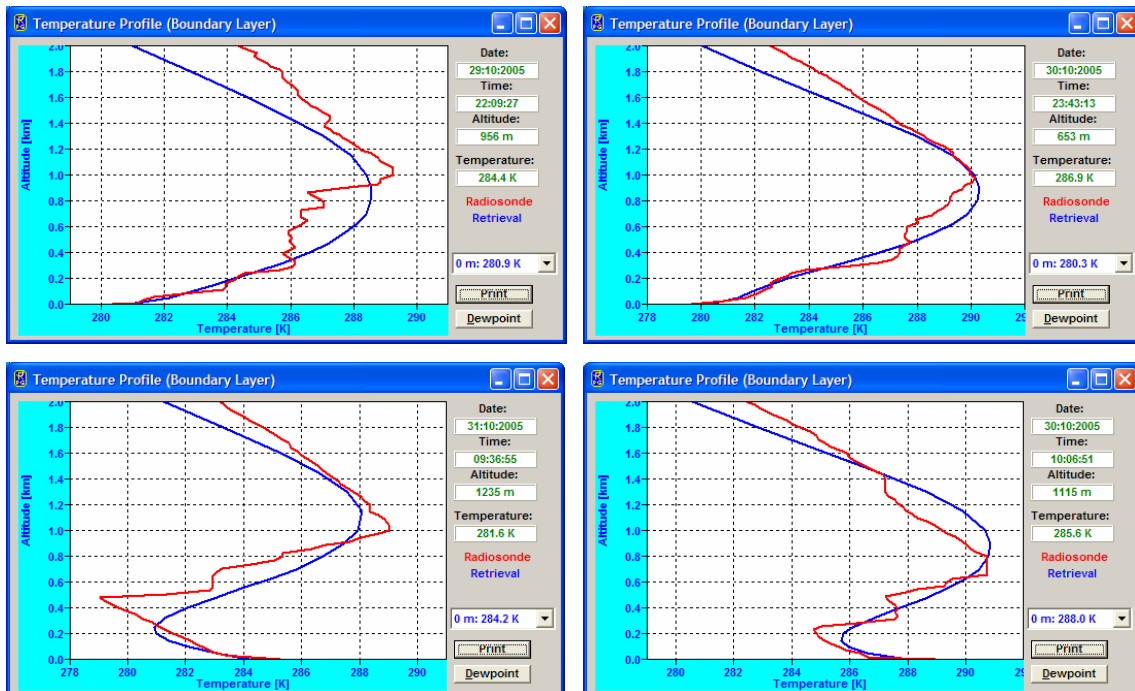 Temperature Profile (Boundary Layer)
Date:
29:10:2005
Time:
22:09:27
Altitude:
956 m
Temperature:
284.4 K
Radiosonde
Retrieval
0 m: 280.9 K
Print
Dewpoint
2.0
1.8
1.6
1.4
1.2
1.0
0.8
0.6
0.4
0.2
0.0
Altitude [km]
280 282 284 286 288 290
Temperature [K]
Temperature Profile (Boundary Layer)
Date:
30:10:2005
Time:
23:43:13
Altitude:
653 m
Temperature:
286.9 K
Radiosonde
Retrieval
0 m: 280.3 K
Print
Dewpoint
2.0
1.8
1.6
1.4
1.2
1.0
0.8
0.6
0.4
0.2
0.0
Altitude [km]
278 280 282 284 286 288 290 29
Temperature [K]
Temperature Profile (Boundary Layer)
Date:
31:10:2005
Time:
09:36:55
Altitude:
1235 m
Temperature:
281.6 K
Radiosonde
Retrieval
0 m: 284.2 K
Print
Dewpoint
2.0
1.8
1.6
1.4
1.2
1.0
0.8
0.6
0.4
0.2
0.0
Altitude [km]
278 280 282 284 286 288 290
Temperature [K]
Temperature Profile (Boundary Layer)
Date:
30:10:2005
Time:
10:06:51
Altitude:
1115 m
Temperature:
285.6 K
Radiosonde
Retrieval
0 m: 288.0 K
Print
Dewpoint
2.0
1.8
1.6
1.4
1.2
1.0
0.8
0.6
0.4
0.2
0.0
Altitude [km]
280 282 284 286 288 290 29
Temperature [K]